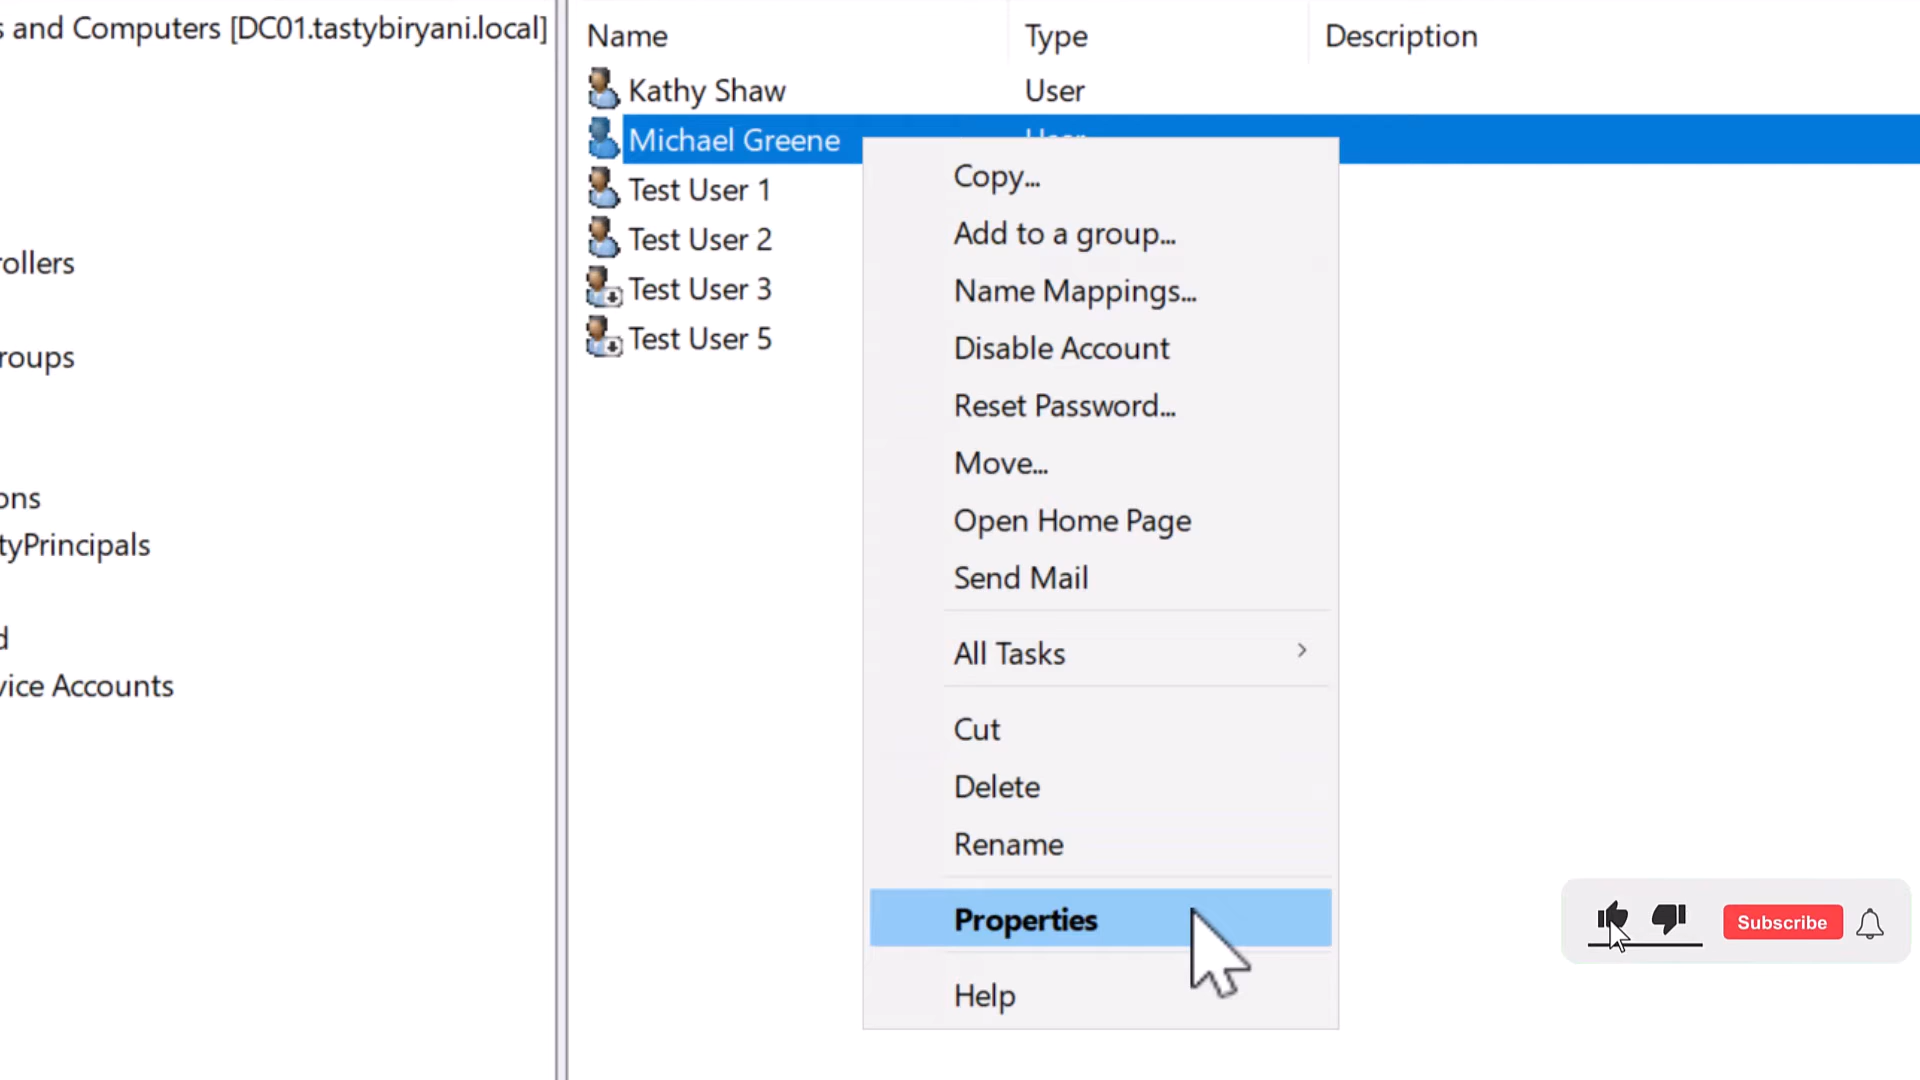 s and Computers [DC01.tastybiryani.local]
ollers
roups
ons
tyPrincipals
d
vice Accounts
Name Type Description
Kathy Shaw User
Michael Greene User
Test User 1
Test User 2
Test User 3
Test User 5
Copy...
Add to a group...
Name Mappings...
Disable Account
Reset Password...
Move...
Open Home Page
Send Mail
All Tasks
Cut
Delete
Rename
Properties
Help
Subscribe